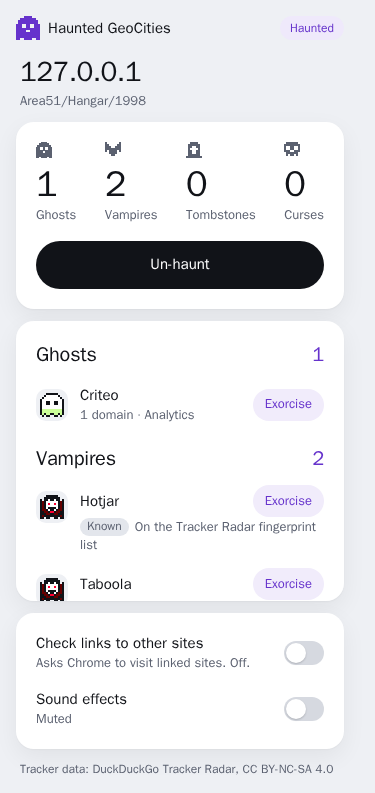 Haunted GeoCities
Haunted
127.0.0.1
Area51/Hangar/1998
1
2
0
0
Ghosts
Vampires
Tombstones
Curses
Un-haunt
Ghosts
1
Criteo
1 domain · Analytics
Exorcise
Vampires
2
Hotjar
Exorcise
Known On the Tracker Radar fingerprint
list
Taboola
Exorcise
Check links to other sites
Asks Chrome to visit linked sites. Off.
Sound effects
Muted
Tracker data: DuckDuckGo Tracker Radar, CC BY-NC-SA 4.0